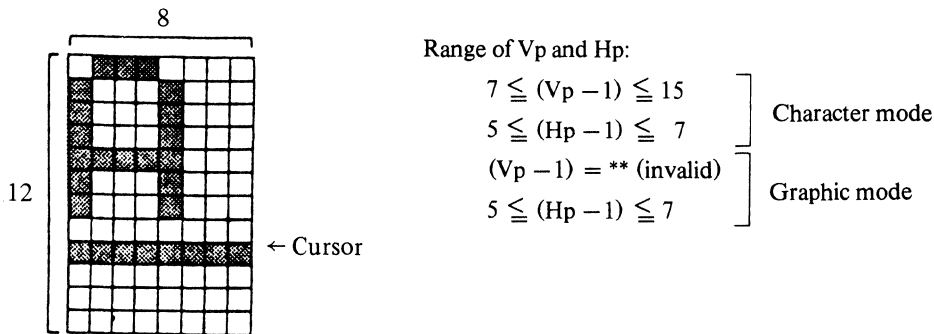 8
12
← Cursor
Range of Vp and Hp:
7 ≦ (Vp − 1) ≦ 15
5 ≦ (Hp − 1) ≦ 7
Character mode
(Vp − 1) = ** (invalid)
5 ≦ (Hp − 1) ≦ 7
Graphic mode